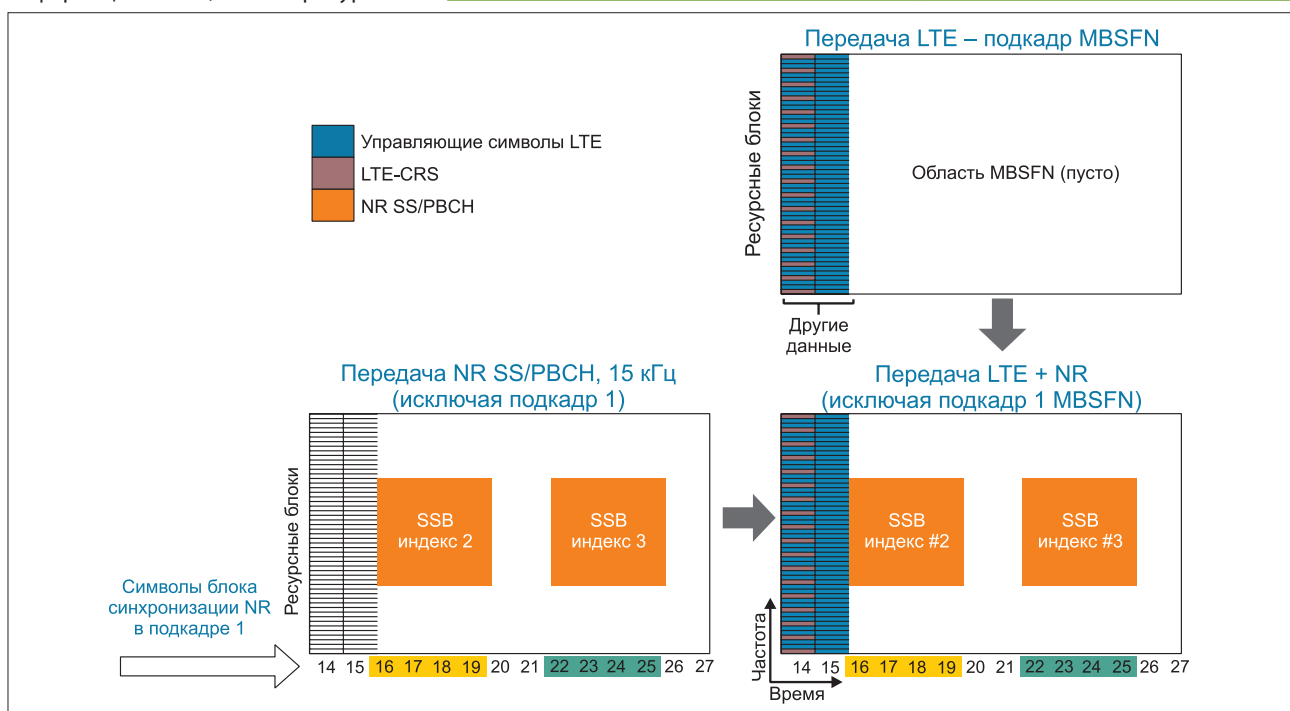 Передача LTE – подкадр MBSFN
Управляющие символы LTE
LTE-CRS
NR SS/PBCH
Ресурсные блоки
Область MBSFN (пусто)
Другие
данные
Передача NR SS/PBCH, 15 кГц
(исключая подкадр 1)
Передача LTE + NR
(исключая подкадр 1 MBSFN)
Ресурсные блоки
SSB
индекс 2
SSB
индекс 3
SSB
индекс #2
SSB
индекс #3
Символы блока
синхронизации NR
в подкадре 1
Частота
14 15 16 17 18 19 20 21 22 23 24 25 26 27
14 15 16 17 18 19 20 21 22 23 24 25 26 27
Время